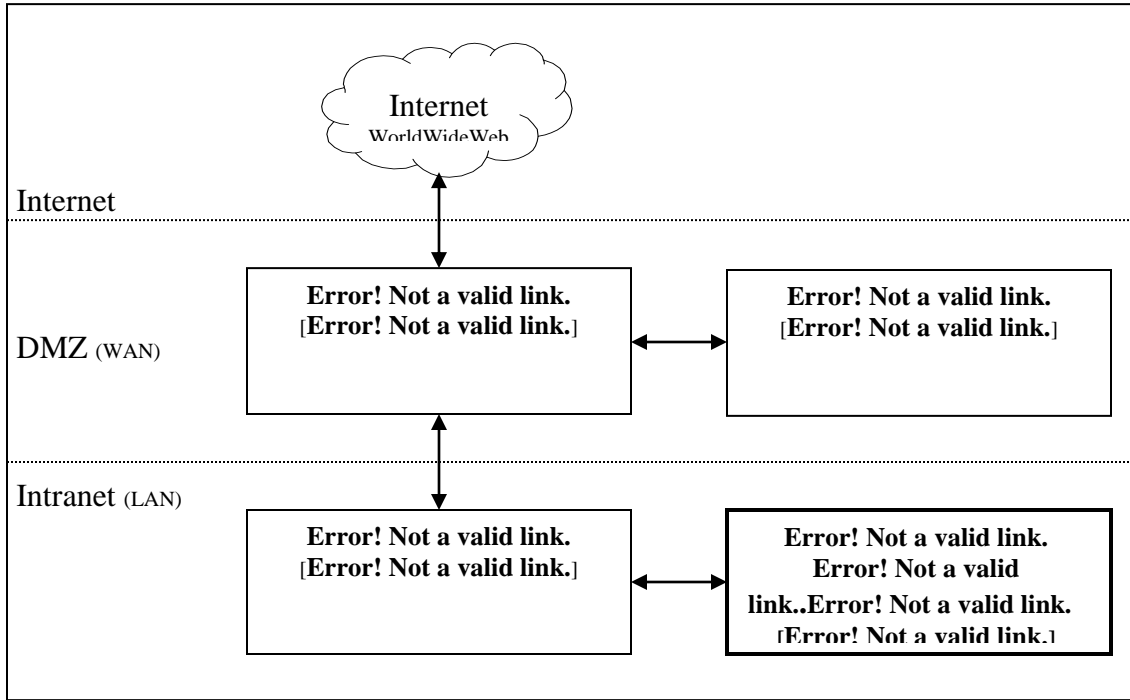 Internet
WorldWideWeb
Internet
Error! Not a valid link.
[Error! Not a valid link.]
Error! Not a valid link.
[Error! Not a valid link.]
DMZ (WAN)
Intranet (LAN)
Error! Not a valid link.
[Error! Not a valid link.]
Error! Not a valid link.
Error! Not a valid
link..Error! Not a valid link.
[Error! Not a valid link.]